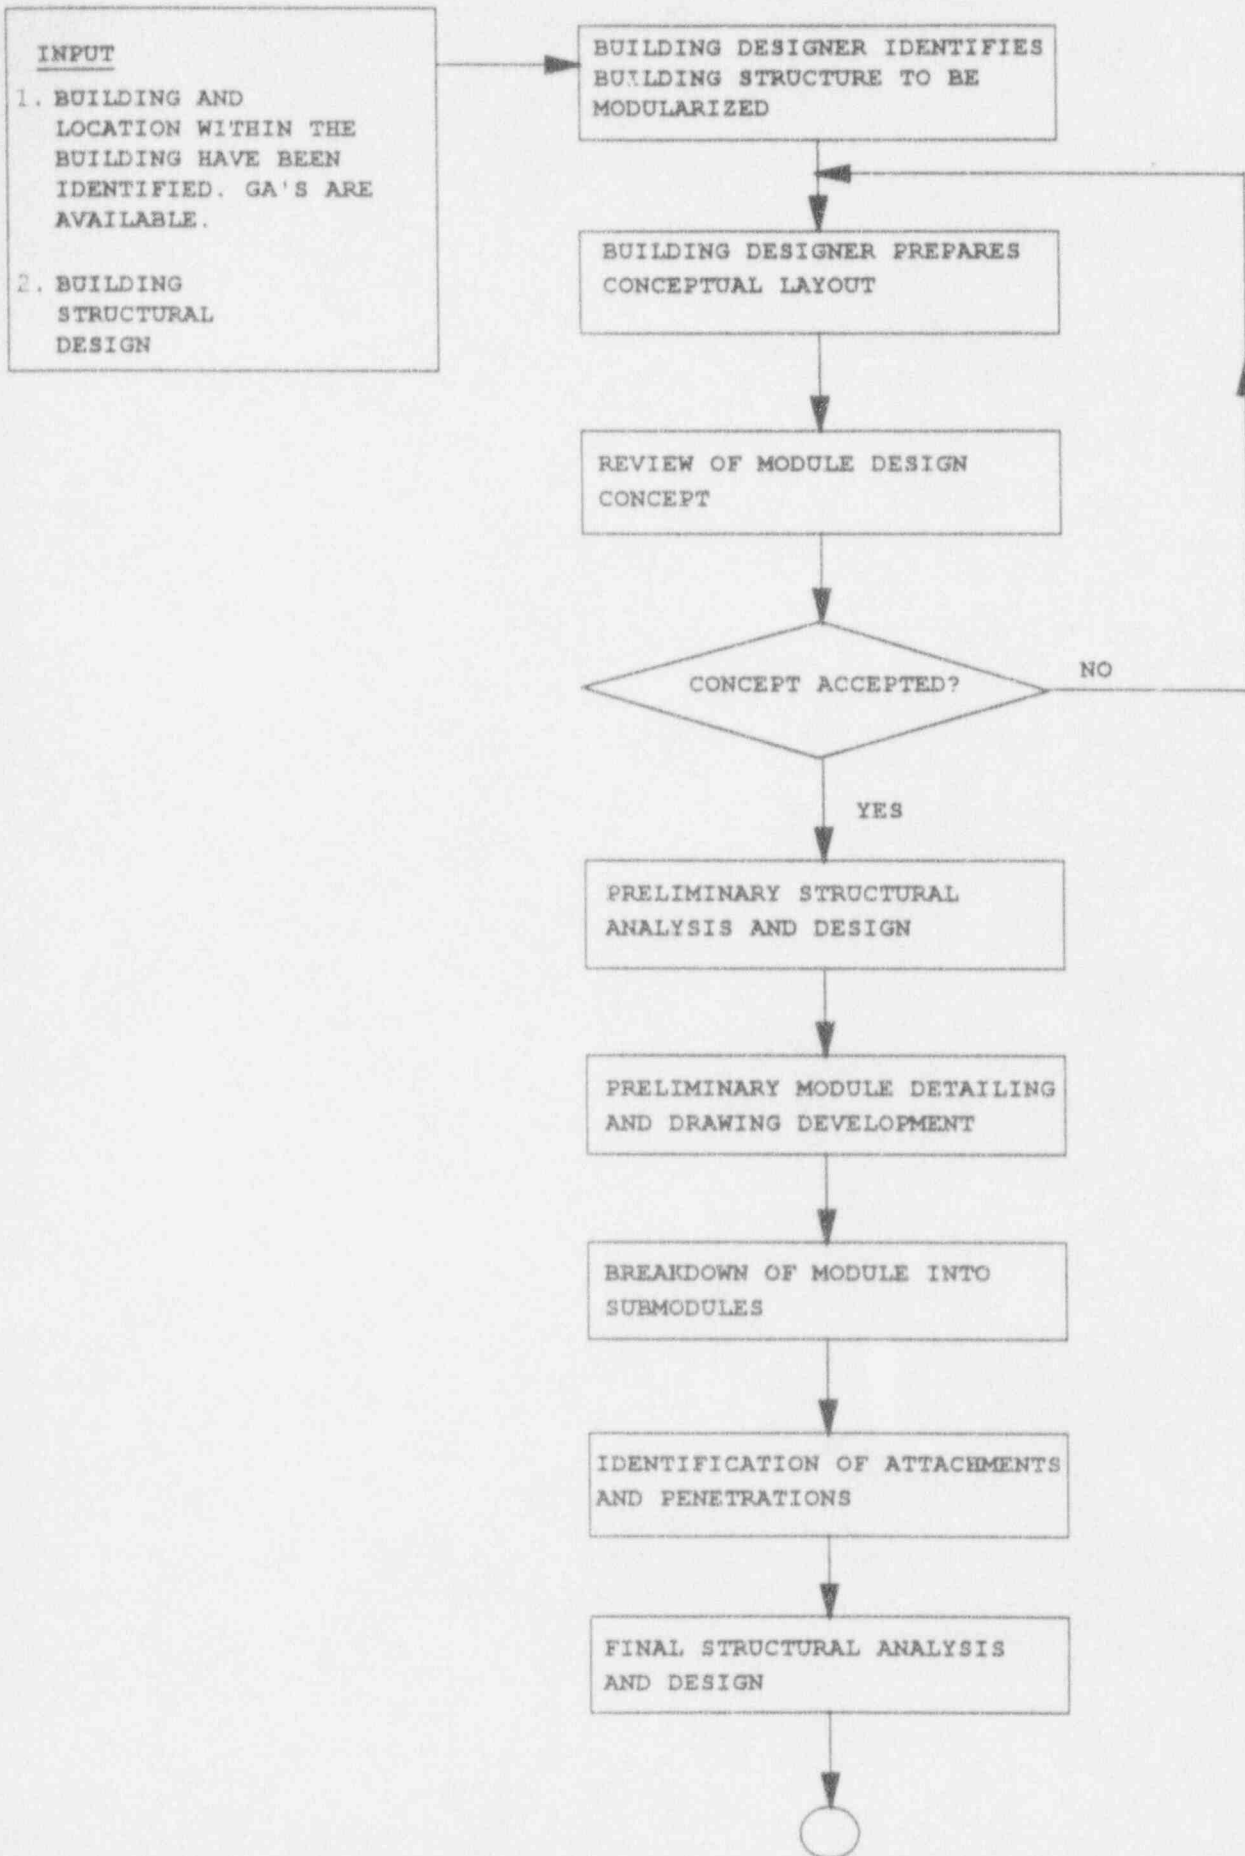 INPUT
1. BUILDING AND
LOCATION WITHIN THE
BUILDING HAVE BEEN
IDENTIFIED. GA'S ARE
AVAILABLE.
2. BUILDING
STRUCTURAL
DESIGN
BUILDING DESIGNER IDENTIFIES
BUILDING STRUCTURE TO BE
MODULARIZED
BUILDING DESIGNER PREPARES
CONCEPTUAL LAYOUT
REVIEW OF MODULE DESIGN
CONCEPT
CONCEPT ACCEPTED?
NO
YES
PRELIMINARY STRUCTURAL
ANALYSIS AND DESIGN
PRELIMINARY MODULE DETAILING
AND DRAWING DEVELOPMENT
BREAKDOWN OF MODULE INTO
SUBMODULES
IDENTIFICATION OF ATTACHMENTS
AND PENETRATIONS
FINAL STRUCTURAL ANALYSIS
AND DESIGN